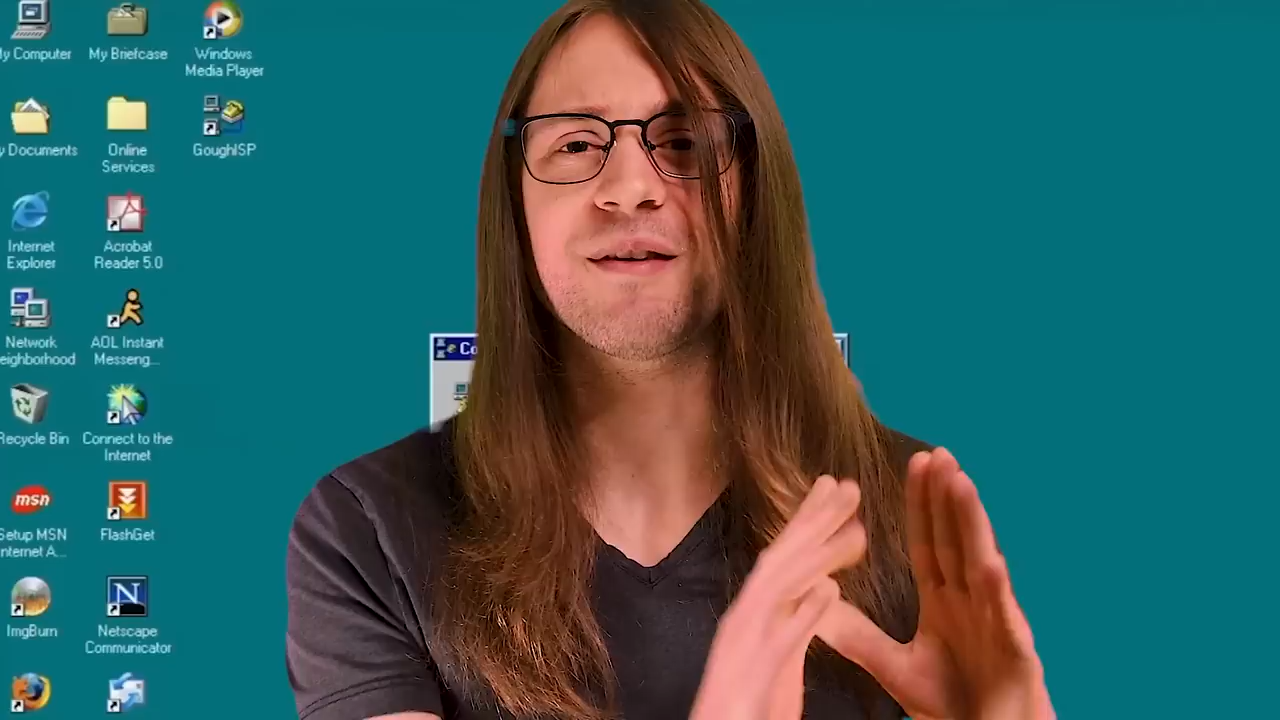 y Computer
My Briefcase
Windows
Media Player
y Documents
Online
Services
GoughISP
Internet
Explorer
Acrobat
Reader 5.0
Network
eighborhood
AOL Instant
Messeng...
Co
Recycle Bin
Connect to the
Internet
msn
Setup MSN
nternet A...
FlashGet
ImgBurn
N
Netscape
Communicator